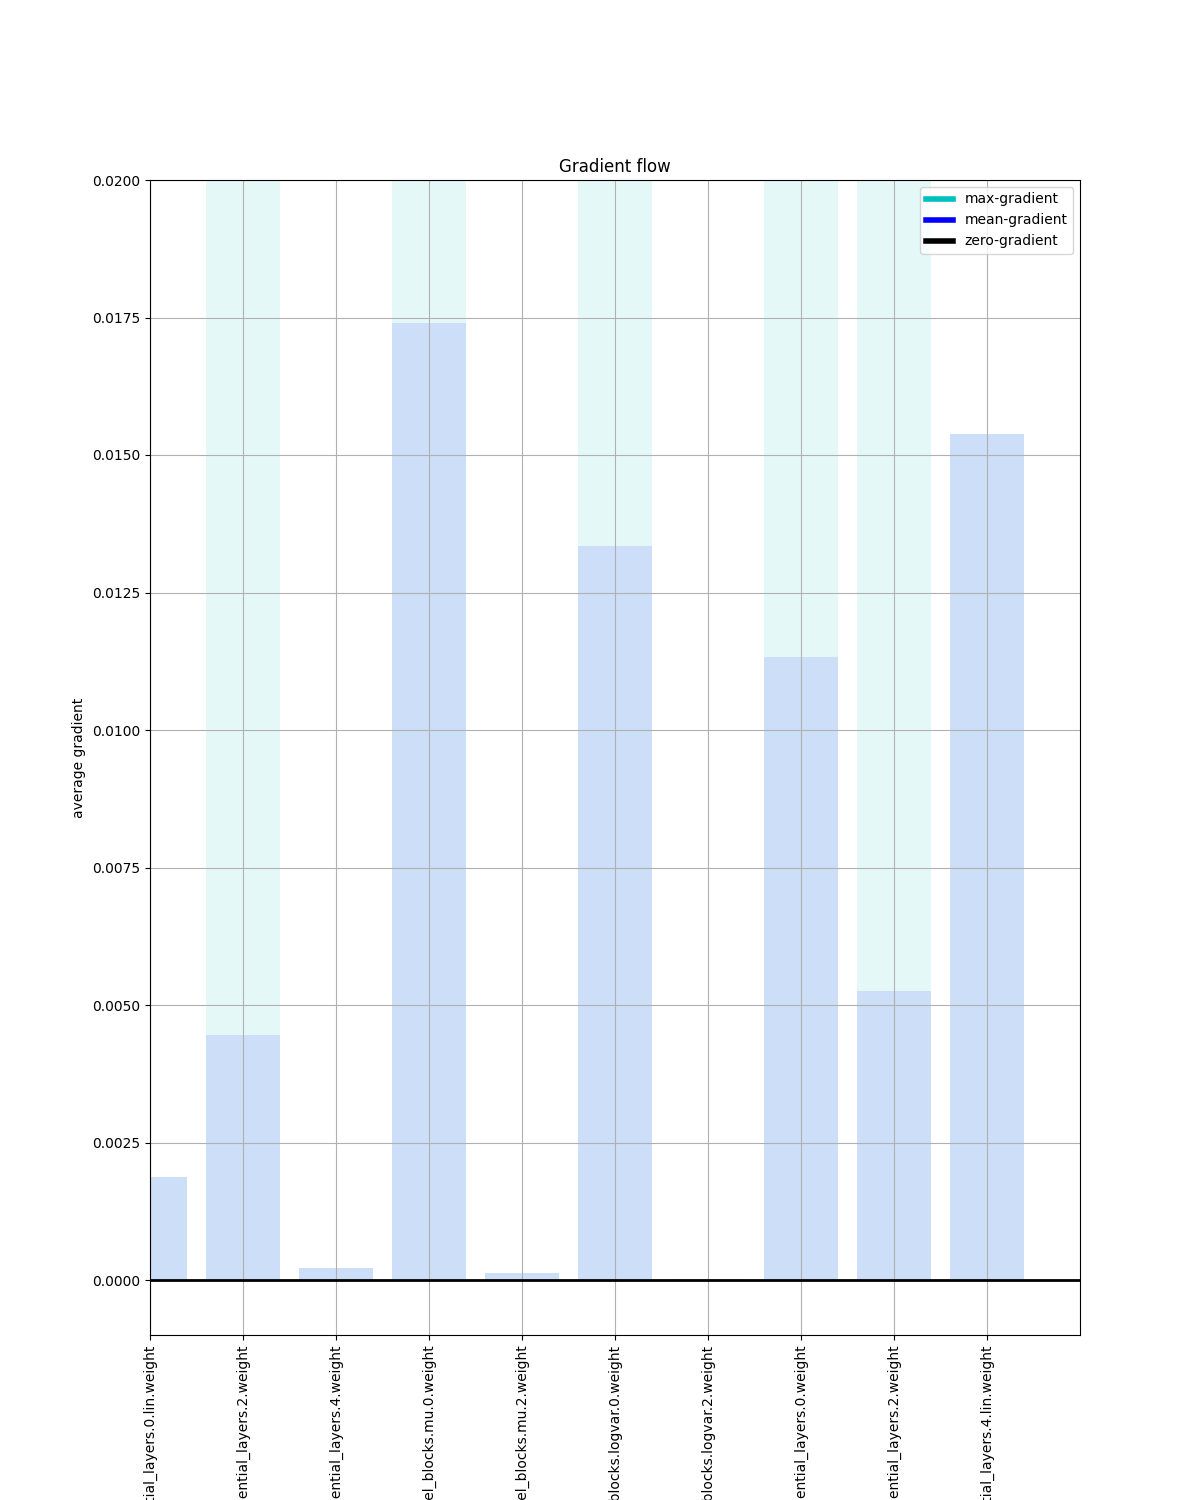 Gradient flow
max-gradient
mean-gradient
zero-gradient
0.0200
0.0175
0.0150
0.0125
0.0100
0.0075
0.0050
0.0025
0.0000
average gradient
tial_layers.0.lin.weight
ential_layers.2.weight
ential_layers.4.weight
el_blocks.mu.0.weight
el_blocks.mu.2.weight
blocks.logvar.0.weight
blocks.logvar.2.weight
ential_layers.0.weight
ential_layers.2.weight
tial_layers.4.lin.weight